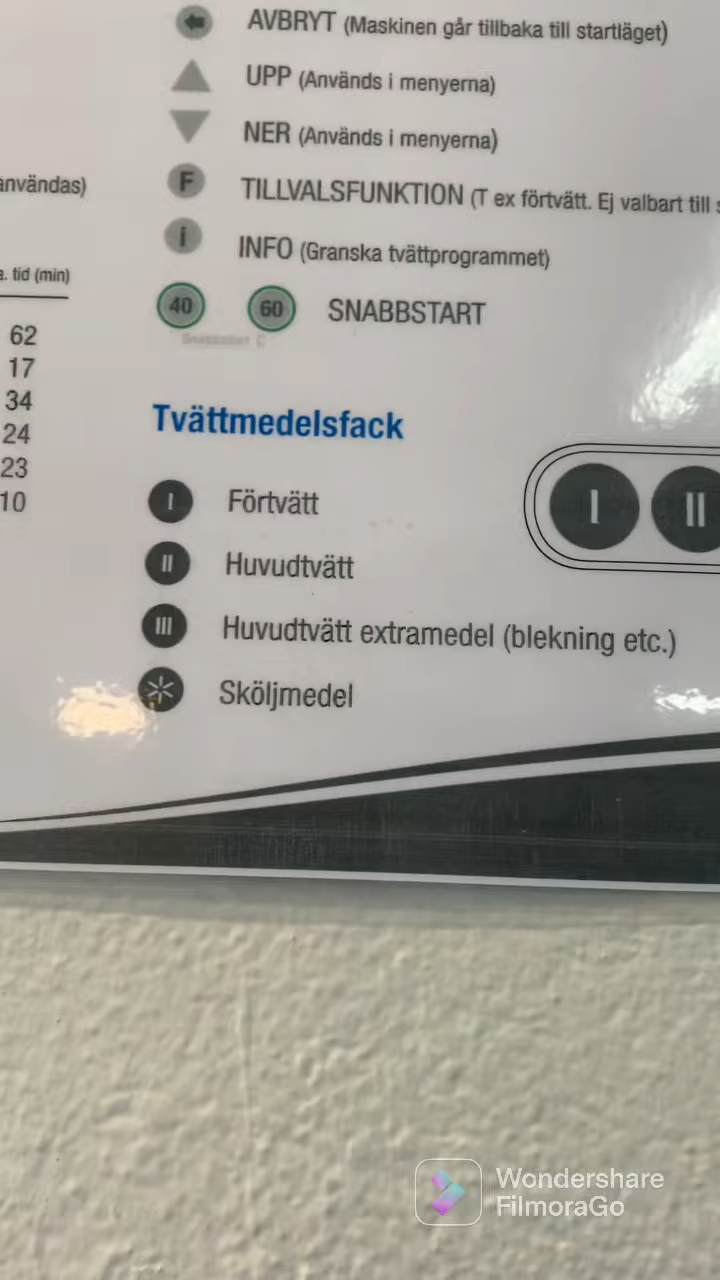 AVBRYT (Maskinen går tillbaka till startläget)
UPP (Används i menyerna)
NER (Används i menyerna)
användas)
F TILLVALSFUNKTION (T ex förtvätt. Ej valbart till s
i INFO (Granska tvättprogrammet)
a. tid (min)
40 60 SNABBSTART
62
17
34
24
23
10
Tvättmedelsfack
I Förtvätt
II Huvudtvätt
III Huvudtvätt extramedel (blekning etc.)
Sköljmedel
I II
Wondershare
FilmoraGo